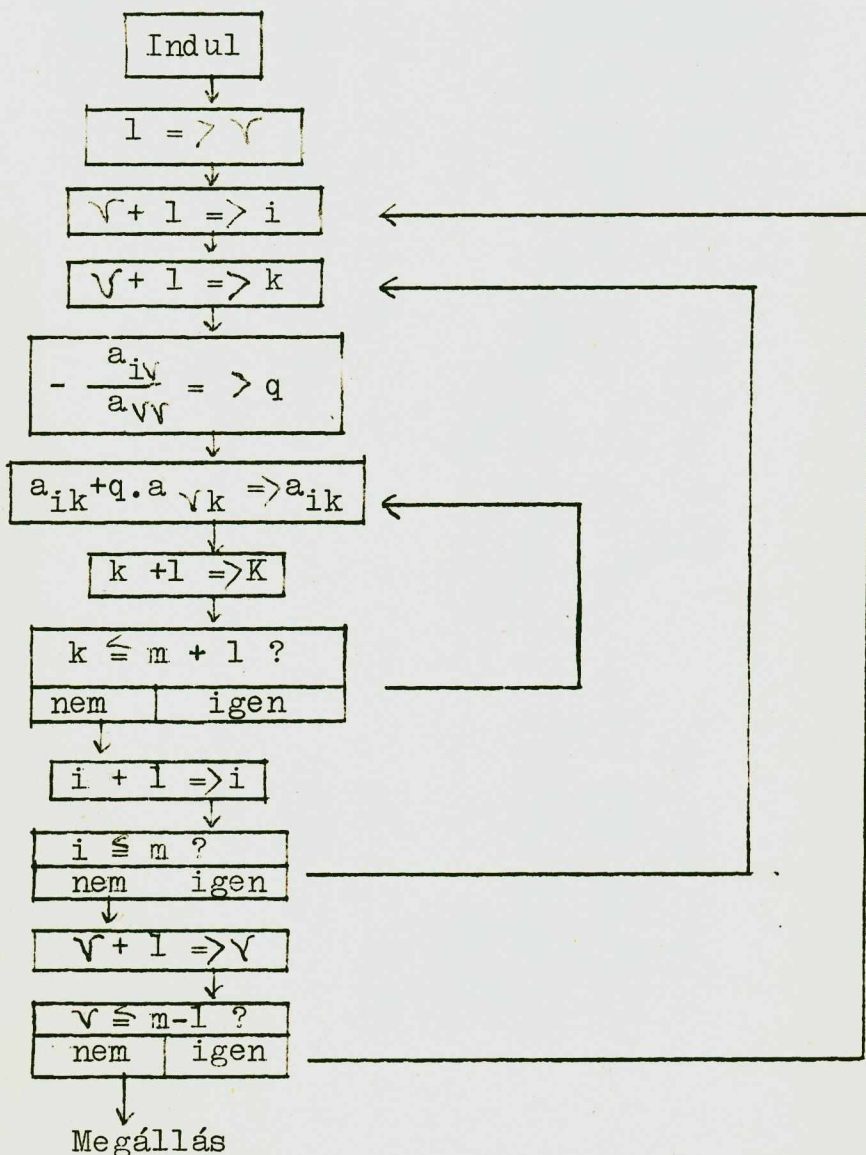 Indul
1 => ν
ν + 1 => i
ν + 1 => k
- a_iν / a_νν => q
a_ik + q . a_νk => a_ik
k + 1 => K
k ≦ m + 1 ?
nem igen
i + 1 => i
i ≦ m ?
nem igen
ν + 1 => ν
ν ≦ m-1 ?
nem igen
Megállás